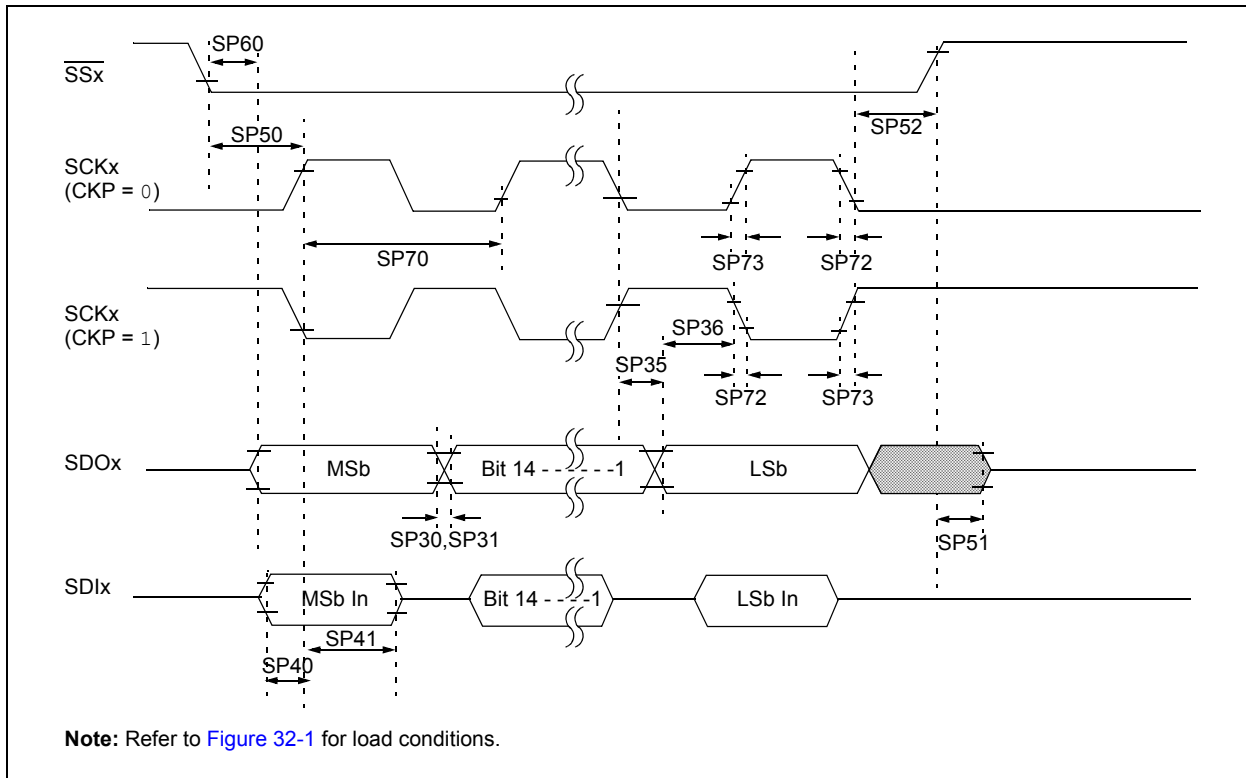 SP60
SSx
SP50
SP52
SCKx
(CKP = 0)
SP70
SP73
SP72
SCKx
(CKP = 1)
SP36
SP35
SP72
SP73
SDOx
MSb
Bit 14 - - - - - -1
LSb
SP30,SP31
SP51
SDIx
MSb In
Bit 14 - - - -1
LSb In
SP41
SP40
Note: Refer to Figure 32-1 for load conditions.